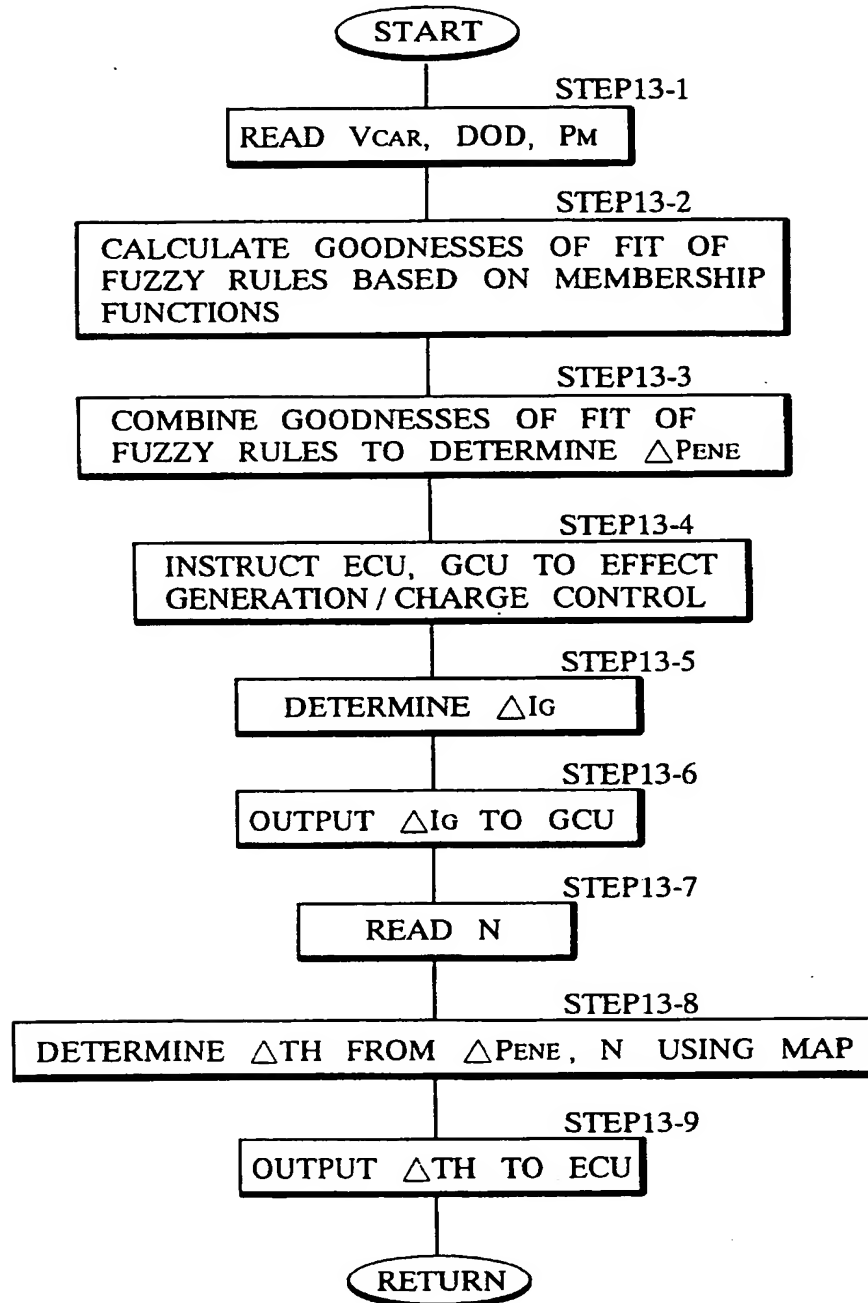 START
STEP13-1
READ VCAR, DOD, PM
STEP13-2
CALCULATE GOODNESSES OF FIT OF
FUZZY RULES BASED ON MEMBERSHIP
FUNCTIONS
STEP13-3
COMBINE GOODNESSES OF FIT OF
FUZZY RULES TO DETERMINE △PENE
STEP13-4
INSTRUCT ECU, GCU TO EFFECT
GENERATION / CHARGE CONTROL
STEP13-5
DETERMINE △IG
STEP13-6
OUTPUT △IG TO GCU
STEP13-7
READ N
STEP13-8
DETERMINE △TH FROM △PENE, N USING MAP
STEP13-9
OUTPUT △TH TO ECU
RETURN